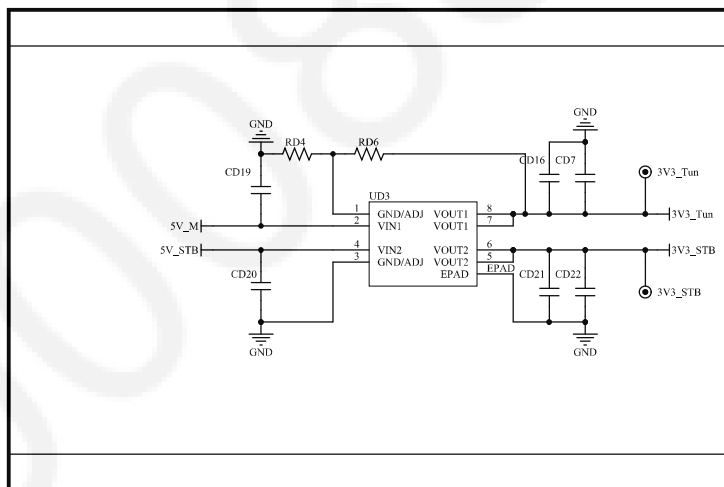 GND
GND
RD4
RD6
CD19
CD16
CD7
3V3_Tun
UD3
1
GND/ADJ
VOUT1
8
5V_M
2
VIN1
VOUT1
7
3V3_Tun
5V_STB
4
VIN2
VOUT2
6
3V3_STB
3
GND/ADJ
VOUT2
5
EPAD
EPAD
CD20
CD21
CD22
3V3_STB
GND
GND